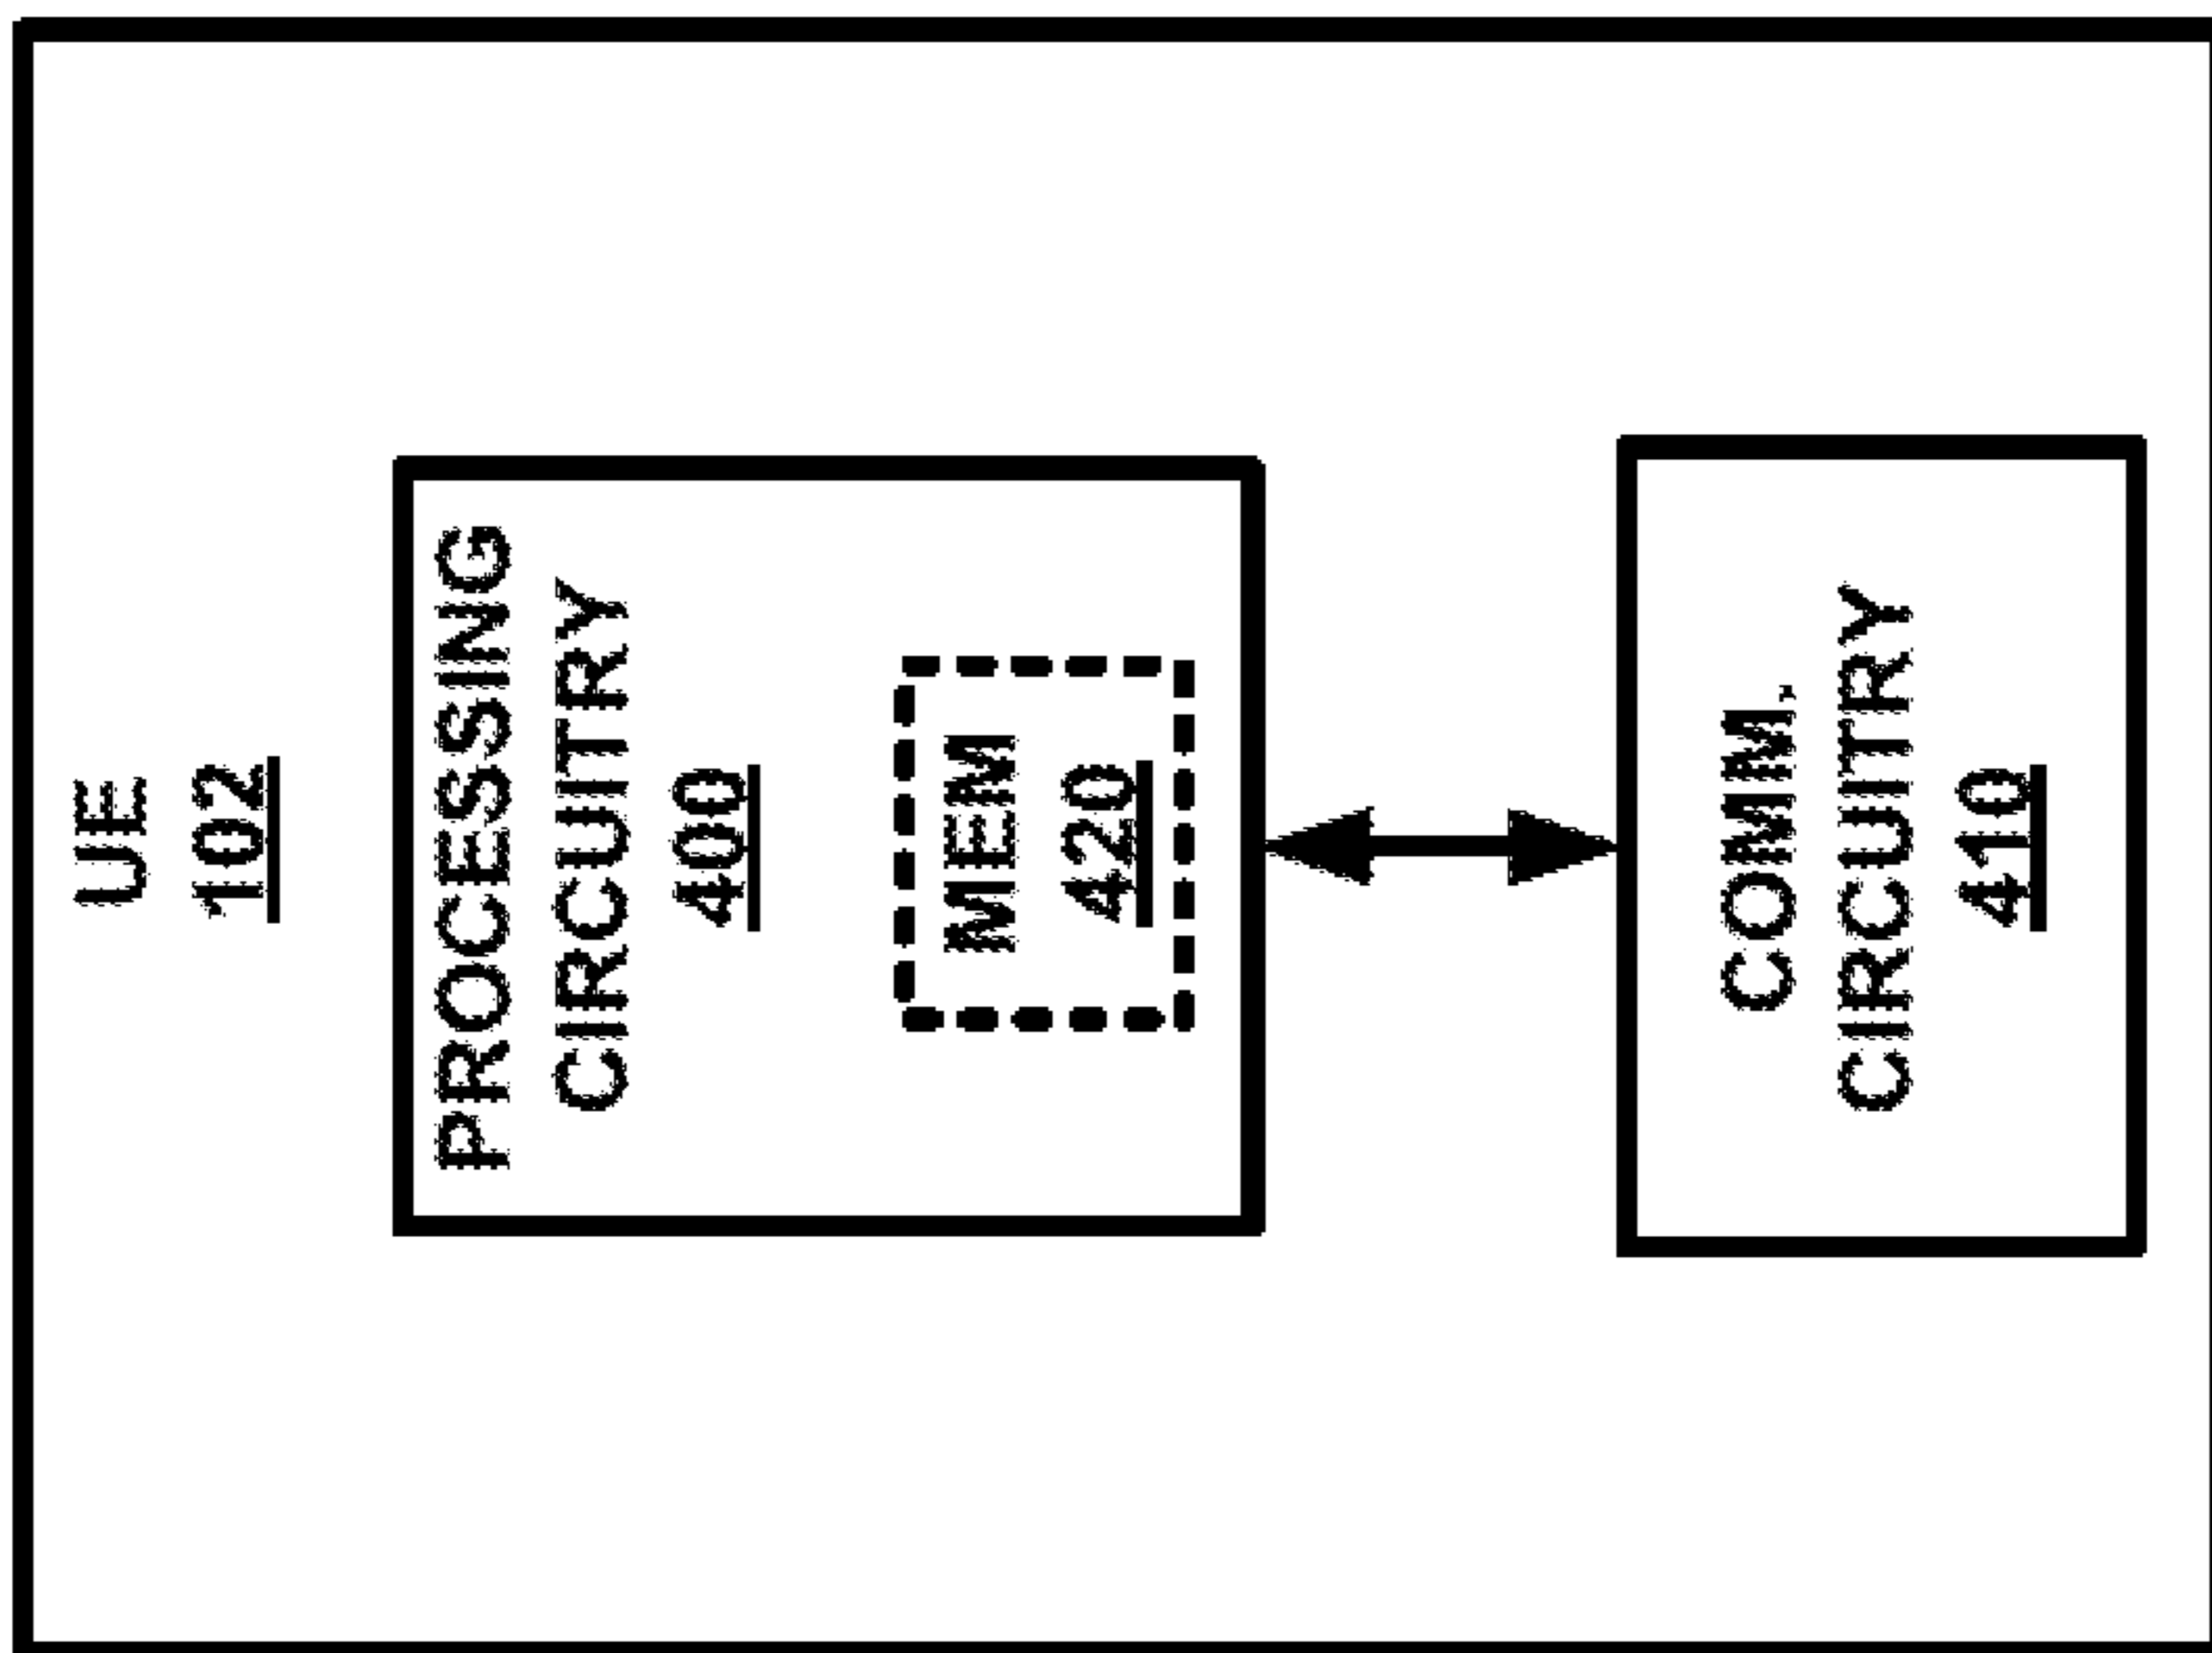 UE
102
PROCESSING
CIRCUITRY
400
MEM
420
COMM.
CIRCUITRY
410